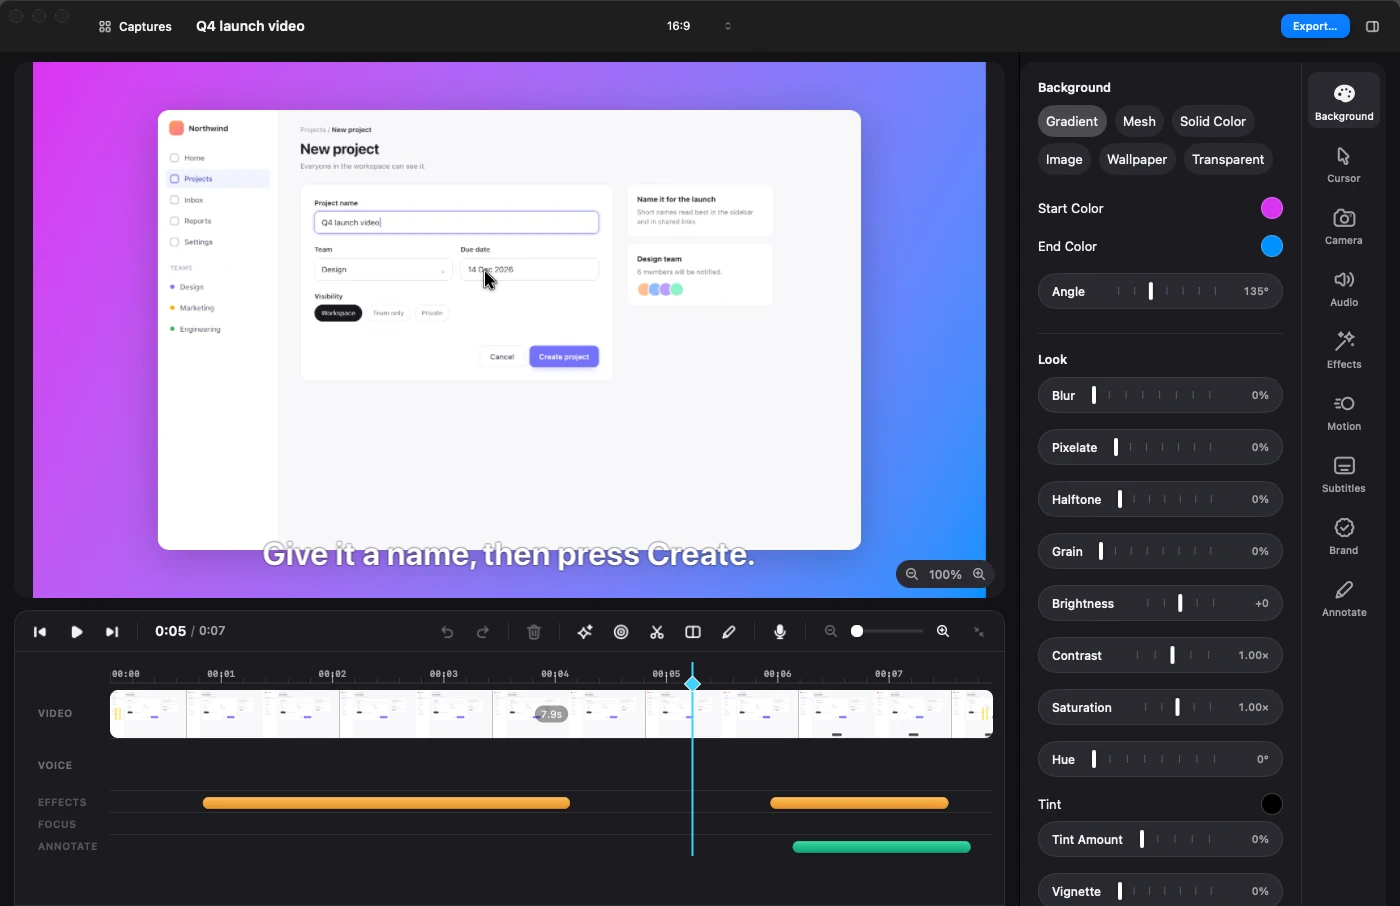 Captures
Q4 launch video
16:9
Export...
Northwind
Home
Projects
Inbox
Reports
Settings
TEAMS
Design
Marketing
Engineering
Projects / New project
New project
Everyone in the workspace can see it.
Project name
Q4 launch video
Team
Due date
Design
14 Dec 2026
Visibility
Workspace
Team only
Private
Cancel
Create project
Name it for the launch
Short names read best in the sidebar
and in shared links.
Design team
6 members will be notified.
Give it a name, then press Create.
100%
0:05 / 0:07
00:00
00:01
00:02
00:03
00:04
00:05
00:06
00:07
VIDEO
7.9s
VOICE
EFFECTS
FOCUS
ANNOTATE
Background
Gradient
Mesh
Solid Color
Image
Wallpaper
Transparent
Start Color
End Color
Angle
135°
Look
Blur
0%
Pixelate
0%
Halftone
0%
Grain
0%
Brightness
+0
Contrast
1.00×
Saturation
1.00×
Hue
0°
Tint
Tint Amount
0%
Vignette
0%
Background
Cursor
Camera
Audio
Effects
Motion
Subtitles
Brand
Annotate